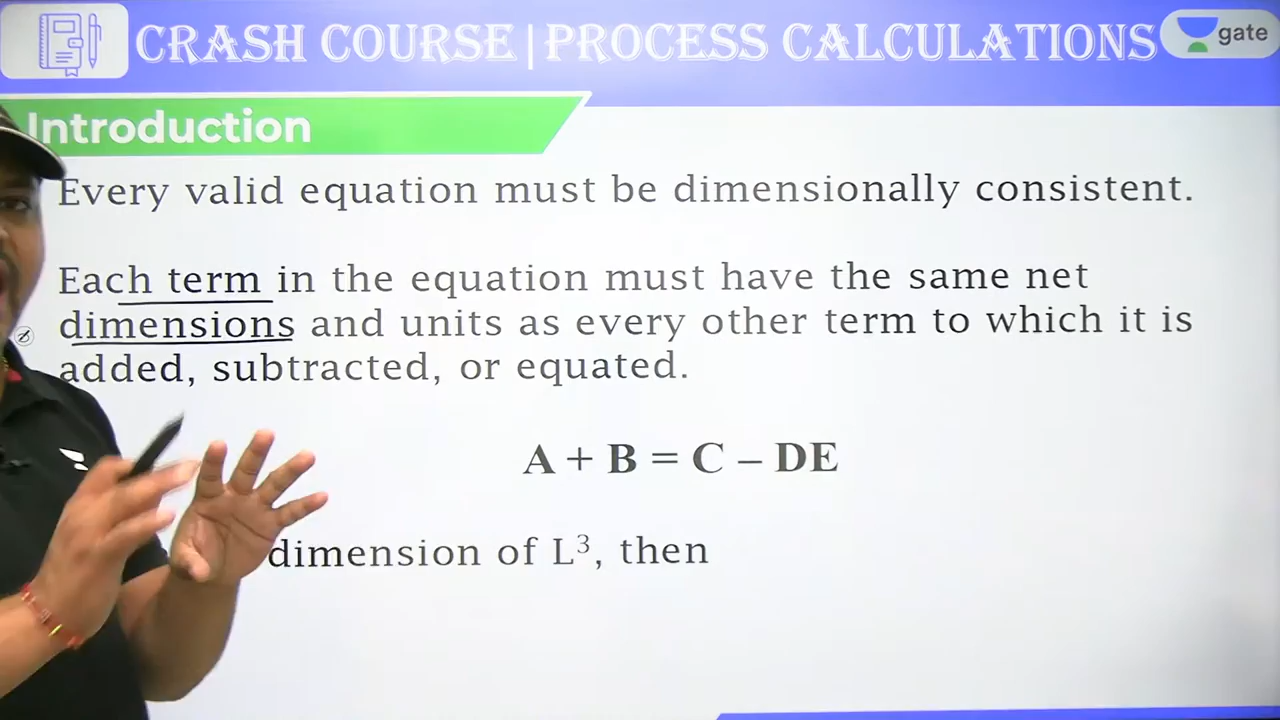 CRASH COURSE|PROCESS CALCULATIONS
gate
Introduction
Every valid equation must be dimensionally consistent.
Each term in the equation must have the same net
dimensions and units as every other term to which it is
added, subtracted, or equated.
A + B = C – DE
dimension of L³, then